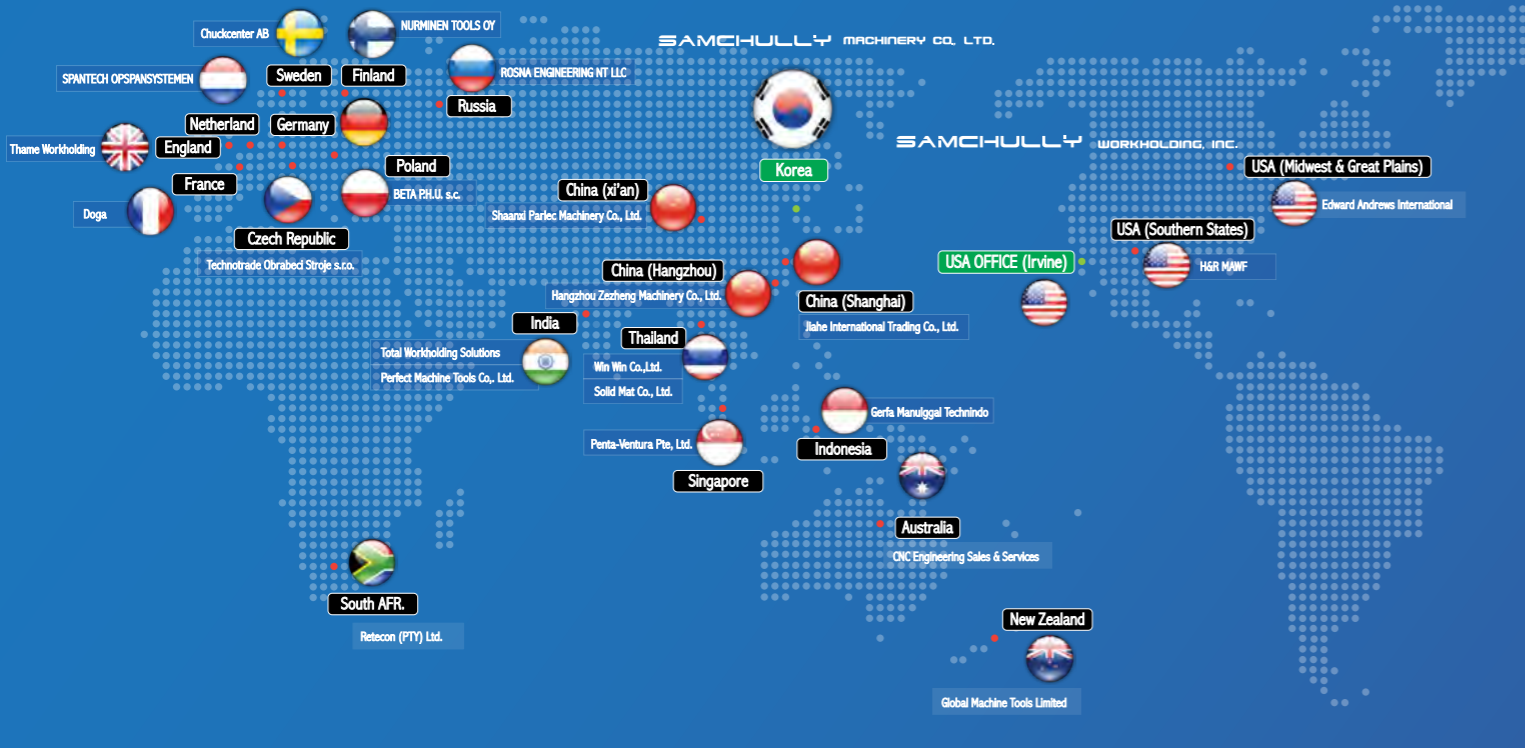 Chuckcenter AB
NURMINEN TOOLS OY
SAMCHULLY MACHINERY CO. LTD.
SPANTECH OPSPANSYSTEMEN
Sweden
Finland
ROSNA ENGINEERING NT LLC
Russia
Netherland
Germany
Thame Workholding
England
SAMCHULLY WORKHOLDING, INC.
Poland
Korea
USA (Midwest & Great Plains)
France
BETA P.H.U. s.c.
China (xi'an)
Edward Andrews International
Doga
Shaanxi Parlec Machinery Co., Ltd.
Czech Republic
USA (Southern States)
Technotrade Obrabeci Stroje s.r.o.
China (Hangzhou)
USA OFFICE (Irvine)
H&R MAWF
Hangzhou Zezheng Machinery Co., Ltd.
China (Shanghai)
India
Jiahe International Trading Co., Ltd.
Thailand
Total Workholding Solutions
Win Win Co.,Ltd.
Perfect Machine Tools Co,. Ltd.
Solid Mat Co., Ltd.
Gerfa Manuiggal Technindo
Penta-Ventura Pte, Ltd.
Indonesia
Singapore
Australia
CNC Engineering Sales & Services
South AFR.
New Zealand
Retecon (PTY) Ltd.
Global Machine Tools Limited